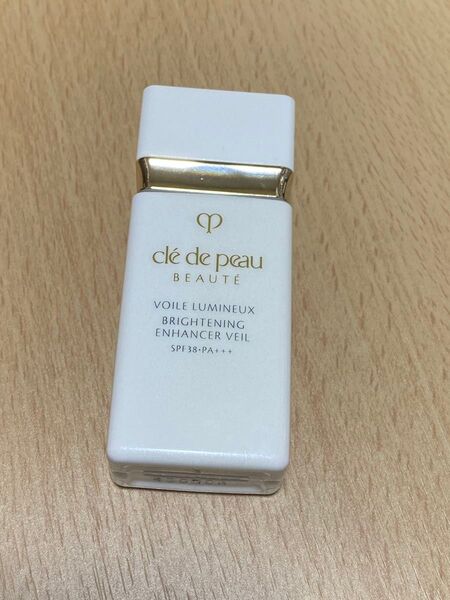 clé de peau
BEAUTÉ
VOILE LUMINEUX
BRIGHTENING
ENHANCER VEIL
SPF38•PA+++